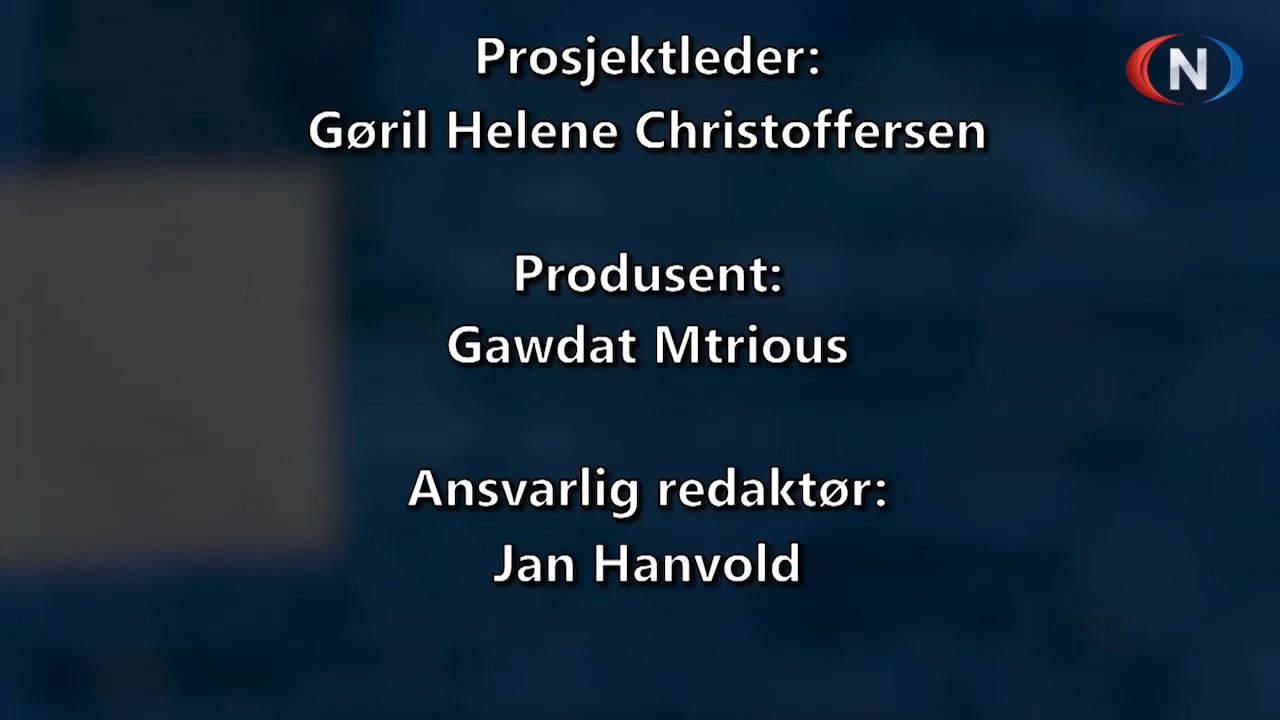 Prosjektleder:
N
Gøril Helene Christoffersen
Produsent:
Gawdat Mtrious
Ansvarlig redaktør:
Jan Hanvold